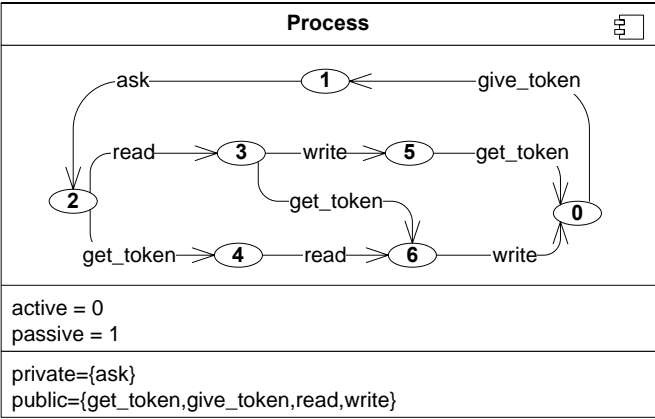 Process
ask 1 give_token
read 3 write 5 get_token
2 get_token 0
get_token 4 read 6 write
active = 0
passive = 1
private={ask}
public={get_token,give_token,read,write}